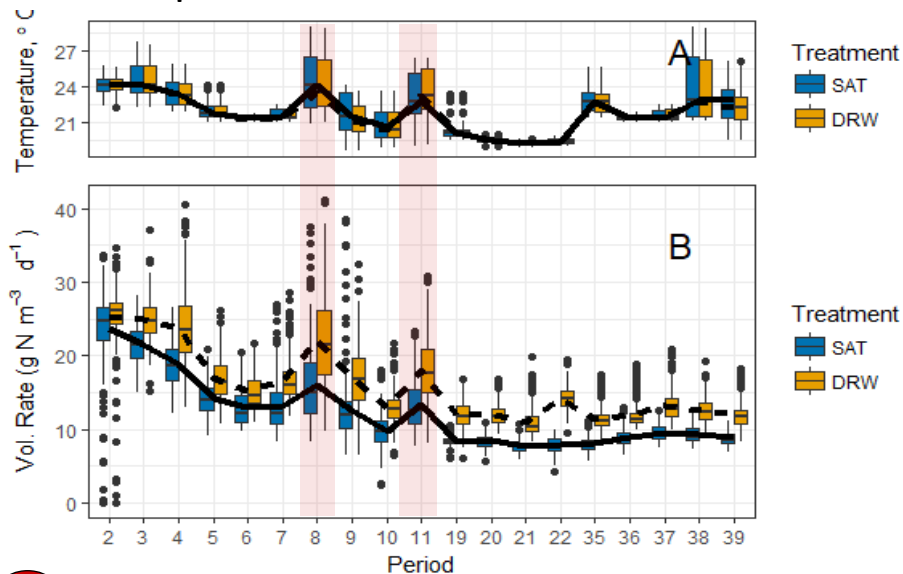 Temperature, ° C
27
24
21
A
Treatment
SAT
DRW
Vol. Rate (g N m⁻³ d⁻¹ )
40
30
20
10
0
B
Treatment
SAT
DRW
2 3 4 5 6 7 8 9 10 11 19 20 21 22 35 36 37 38 39
Period